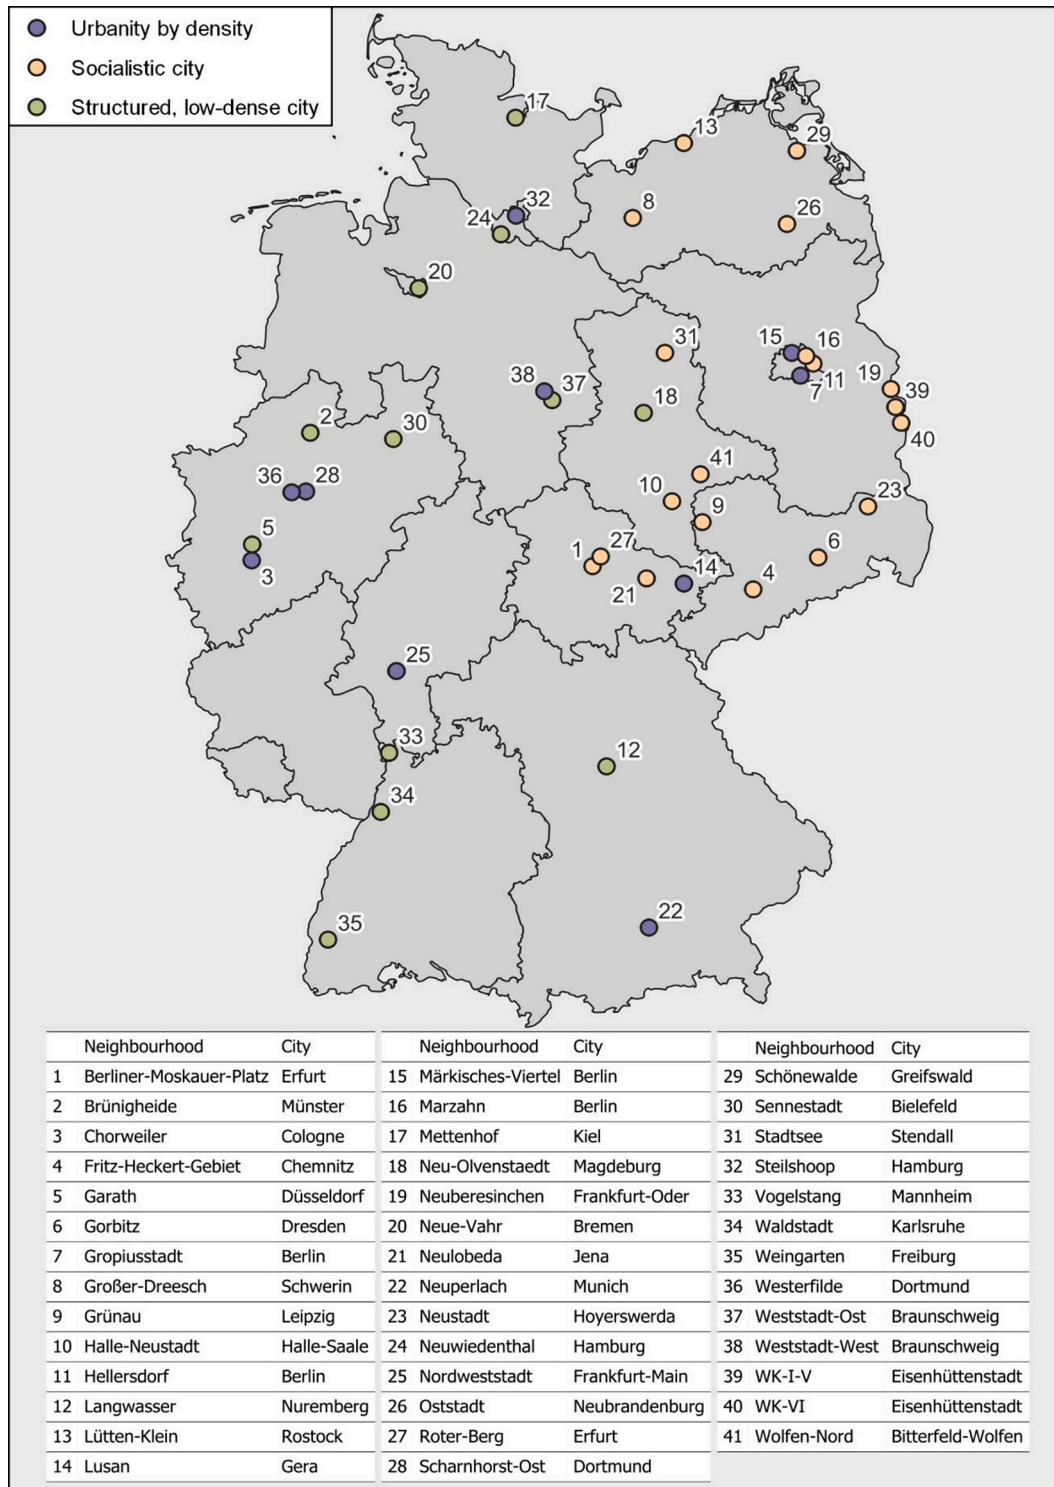 Urbanity by density
Socialistic city
Structured, low-dense city
17
13
29
32
8
26
24
20
31
15
16
38
37
18
7
11
19
39
40
2
30
41
36
28
10
9
23
5
3
1
27
21
14
4
6
25
33
12
34
35
22
Neighbourhood City
1 Berliner-Moskauer-Platz Erfurt
2 Brünigheide Münster
3 Chorweiler Cologne
4 Fritz-Heckert-Gebiet Chemnitz
5 Garath Düsseldorf
6 Gorbitz Dresden
7 Gropiusstadt Berlin
8 Großer-Dreesch Schwerin
9 Grünau Leipzig
10 Halle-Neustadt Halle-Saale
11 Hellersdorf Berlin
12 Langwasser Nuremberg
13 Lütten-Klein Rostock
14 Lusan Gera
Neighbourhood City
15 Märkisches-Viertel Berlin
16 Marzahn Berlin
17 Mettenhof Kiel
18 Neu-Olvenstaedt Magdeburg
19 Neuberesinchen Frankfurt-Oder
20 Neue-Vahr Bremen
21 Neulobeda Jena
22 Neuperlach Munich
23 Neustadt Hoyerswerda
24 Neuwiedenthal Hamburg
25 Nordweststadt Frankfurt-Main
26 Oststadt Neubrandenburg
27 Roter-Berg Erfurt
28 Scharnhorst-Ost Dortmund
Neighbourhood City
29 Schönewalde Greifswald
30 Sennestadt Bielefeld
31 Stadtsee Stendall
32 Steilshoop Hamburg
33 Vogelstang Mannheim
34 Waldstadt Karlsruhe
35 Weingarten Freiburg
36 Westerfilde Dortmund
37 Weststadt-Ost Braunschweig
38 Weststadt-West Braunschweig
39 WK-I-V Eisenhüttenstadt
40 WK-VI Eisenhüttenstadt
41 Wolfen-Nord Bitterfeld-Wolfen